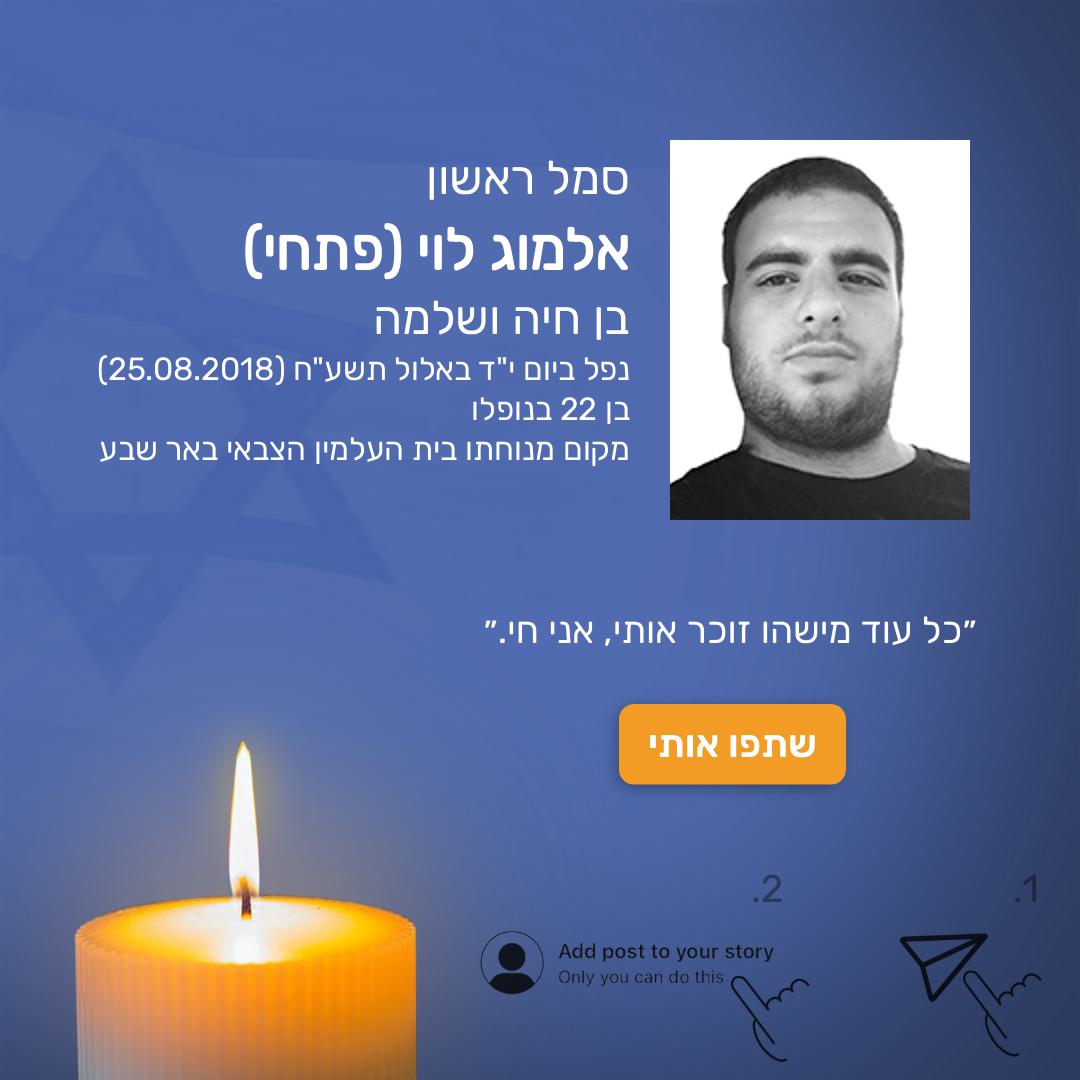 סמל ראשון
אלמוג לוי (פתחי)
בן חיה ושלמה
נפל ביום י"ד באלול תשע"ח (25.08.2018)
בן 22 בנופלו
מקום מנוחתו בית העלמין הצבאי באר שבע
״כל עוד מישהו זוכר אותי, אני חי.״
שתפו אותי
1.
2.
Add post to your story
Only you can do this